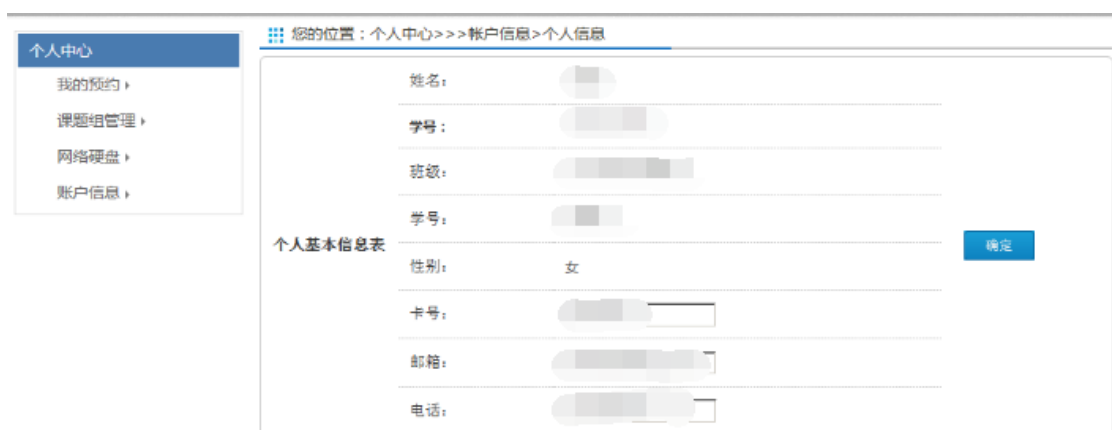 您的位置：个人中心>>>帐户信息>个人信息
个人中心
我的预约
课题组管理
网络硬盘
账户信息
个人基本信息表
姓名：
学号：
班级：
学号：
性别： 女
卡号：
邮箱：
电话：
确定